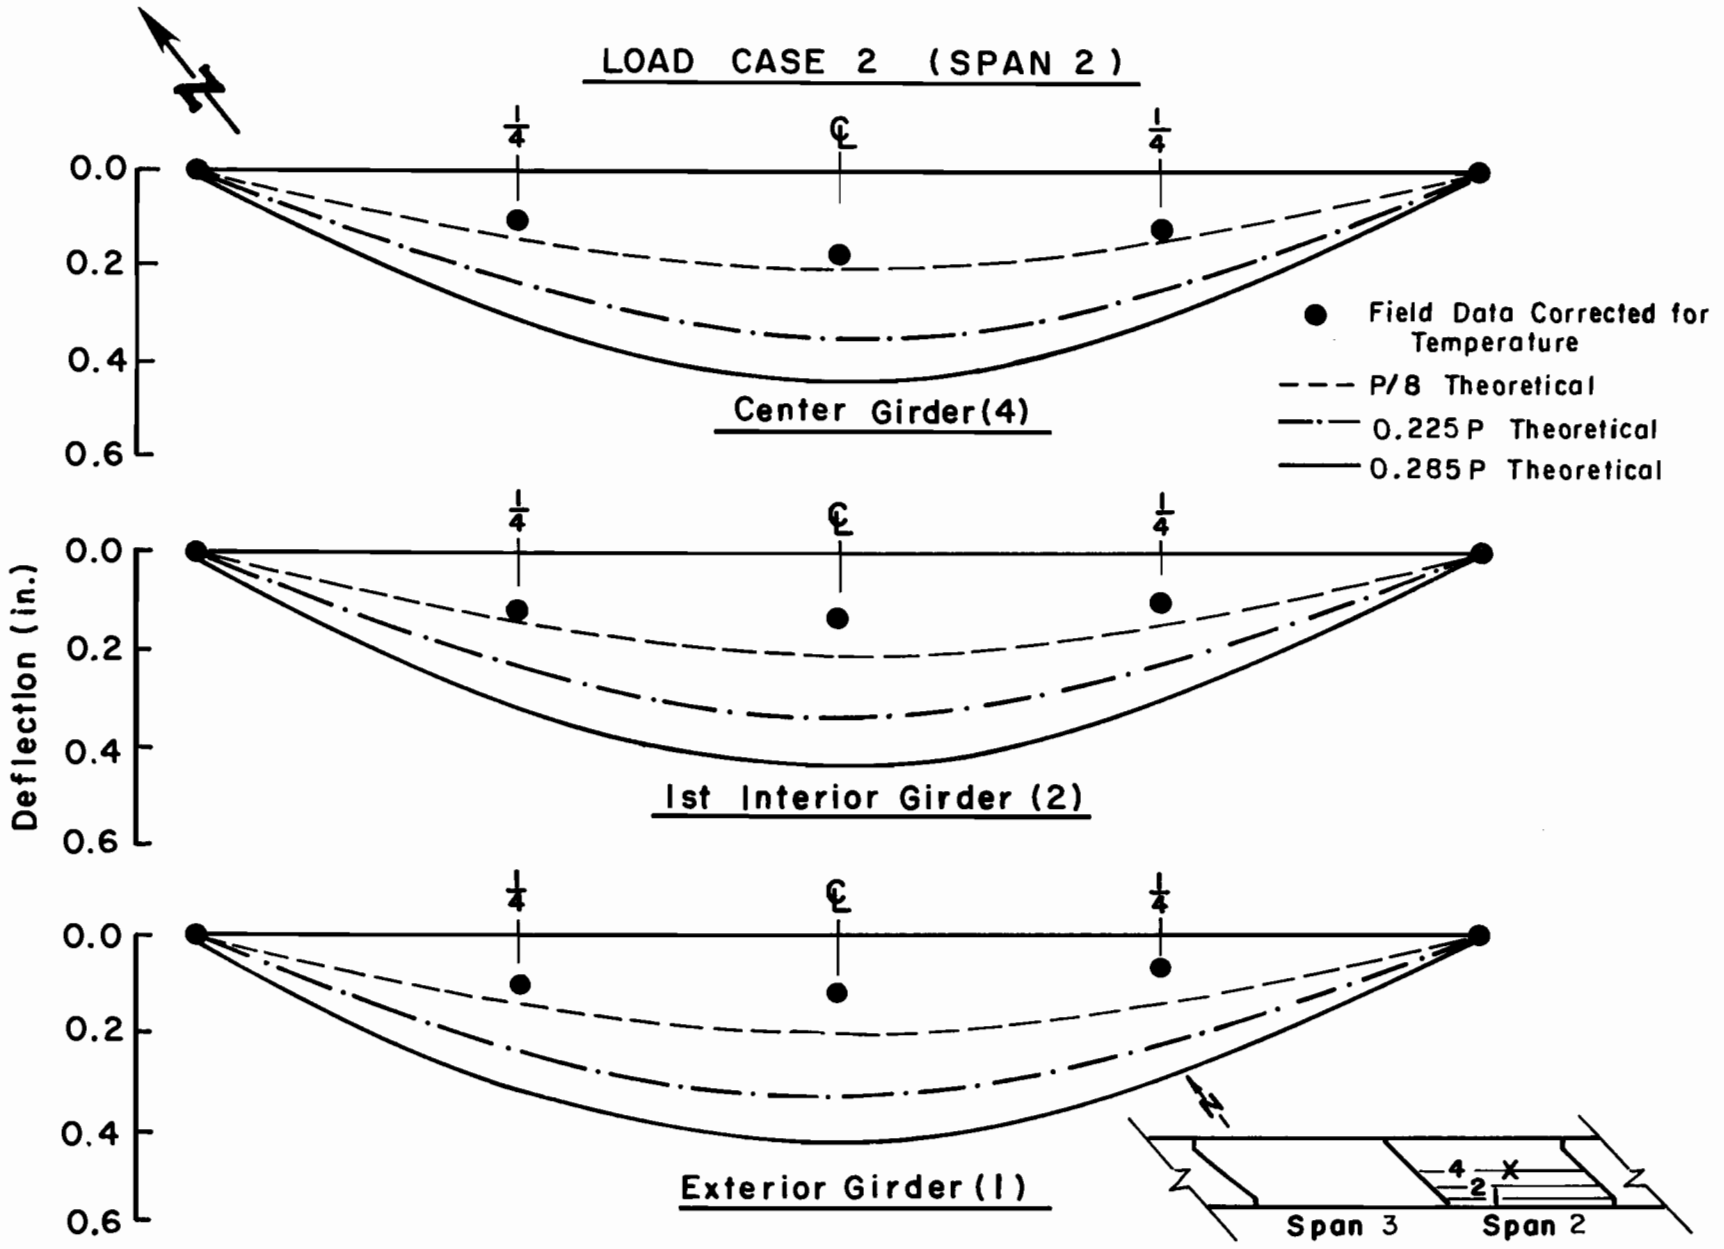 N
LOAD CASE 2 (SPAN 2)
1/4 ℄ 1/4
0.0
0.2
0.4
0.6
Center Girder(4)
Field Data Corrected for
Temperature
P/8 Theoretical
0.225P Theoretical
0.285P Theoretical
Deflection (in.)
1/4 ℄ 1/4
0.0
0.2
0.4
0.6
1st Interior Girder (2)
1/4 ℄ 1/4
0.0
0.2
0.4
0.6
Exterior Girder(1)
N
4 X
2
1
Span 3 Span 2